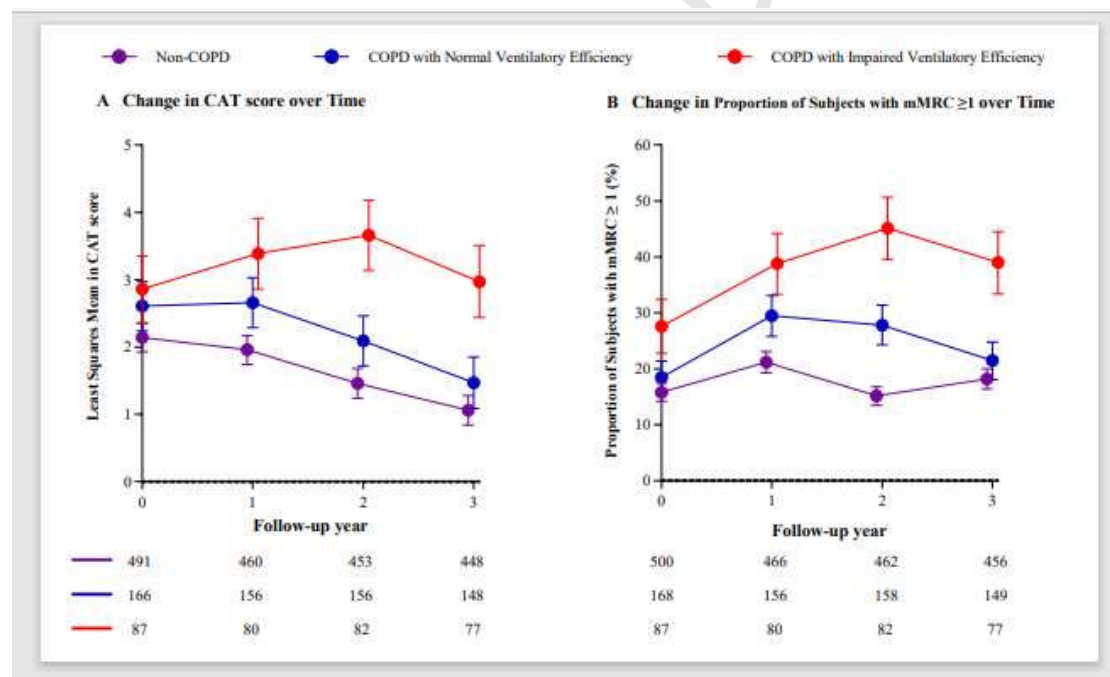 Non-COPD COPD with Normal Ventilatory Efficiency COPD with Impaired Ventilatory Efficiency
A Change in CAT score over Time
Least Squares Mean in CAT score
5
4
3
2
1
0
0 1 2 3
Follow-up year
B Change in Proportion of Subjects with mMRC ≥1 over Time
Proportion of Subjects with mMRC ≥ 1 (%)
60
50
40
30
20
10
0
0 1 2 3
Follow-up year
491 460 453 448
166 156 156 148
87 80 82 77
500 466 462 456
168 156 158 149
87 80 82 77